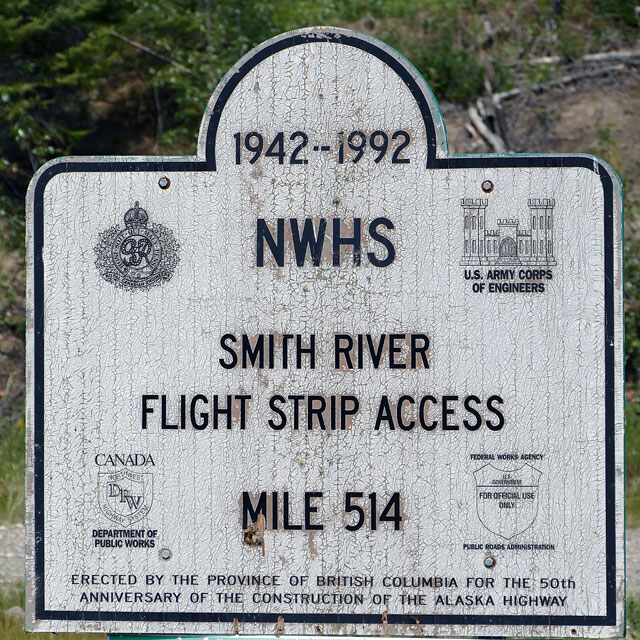 1942--1992
NWHS
GR
U.S. ARMY CORPS
OF ENGINEERS
SMITH RIVER
FLIGHT STRIP ACCESS
CANADA
DPW
DEPARTMENT OF
PUBLIC WORKS
MILE 514
FEDERAL WORKS AGENCY
U.S.
GOVERNMENT
FOR OFFICIAL USE
ONLY
PUBLIC ROADS ADMINISTRATION
ERECTED BY THE PROVINCE OF BRITISH COLUMBIA FOR THE 50th
ANNIVERSARY OF THE CONSTRUCTION OF THE ALASKA HIGHWAY